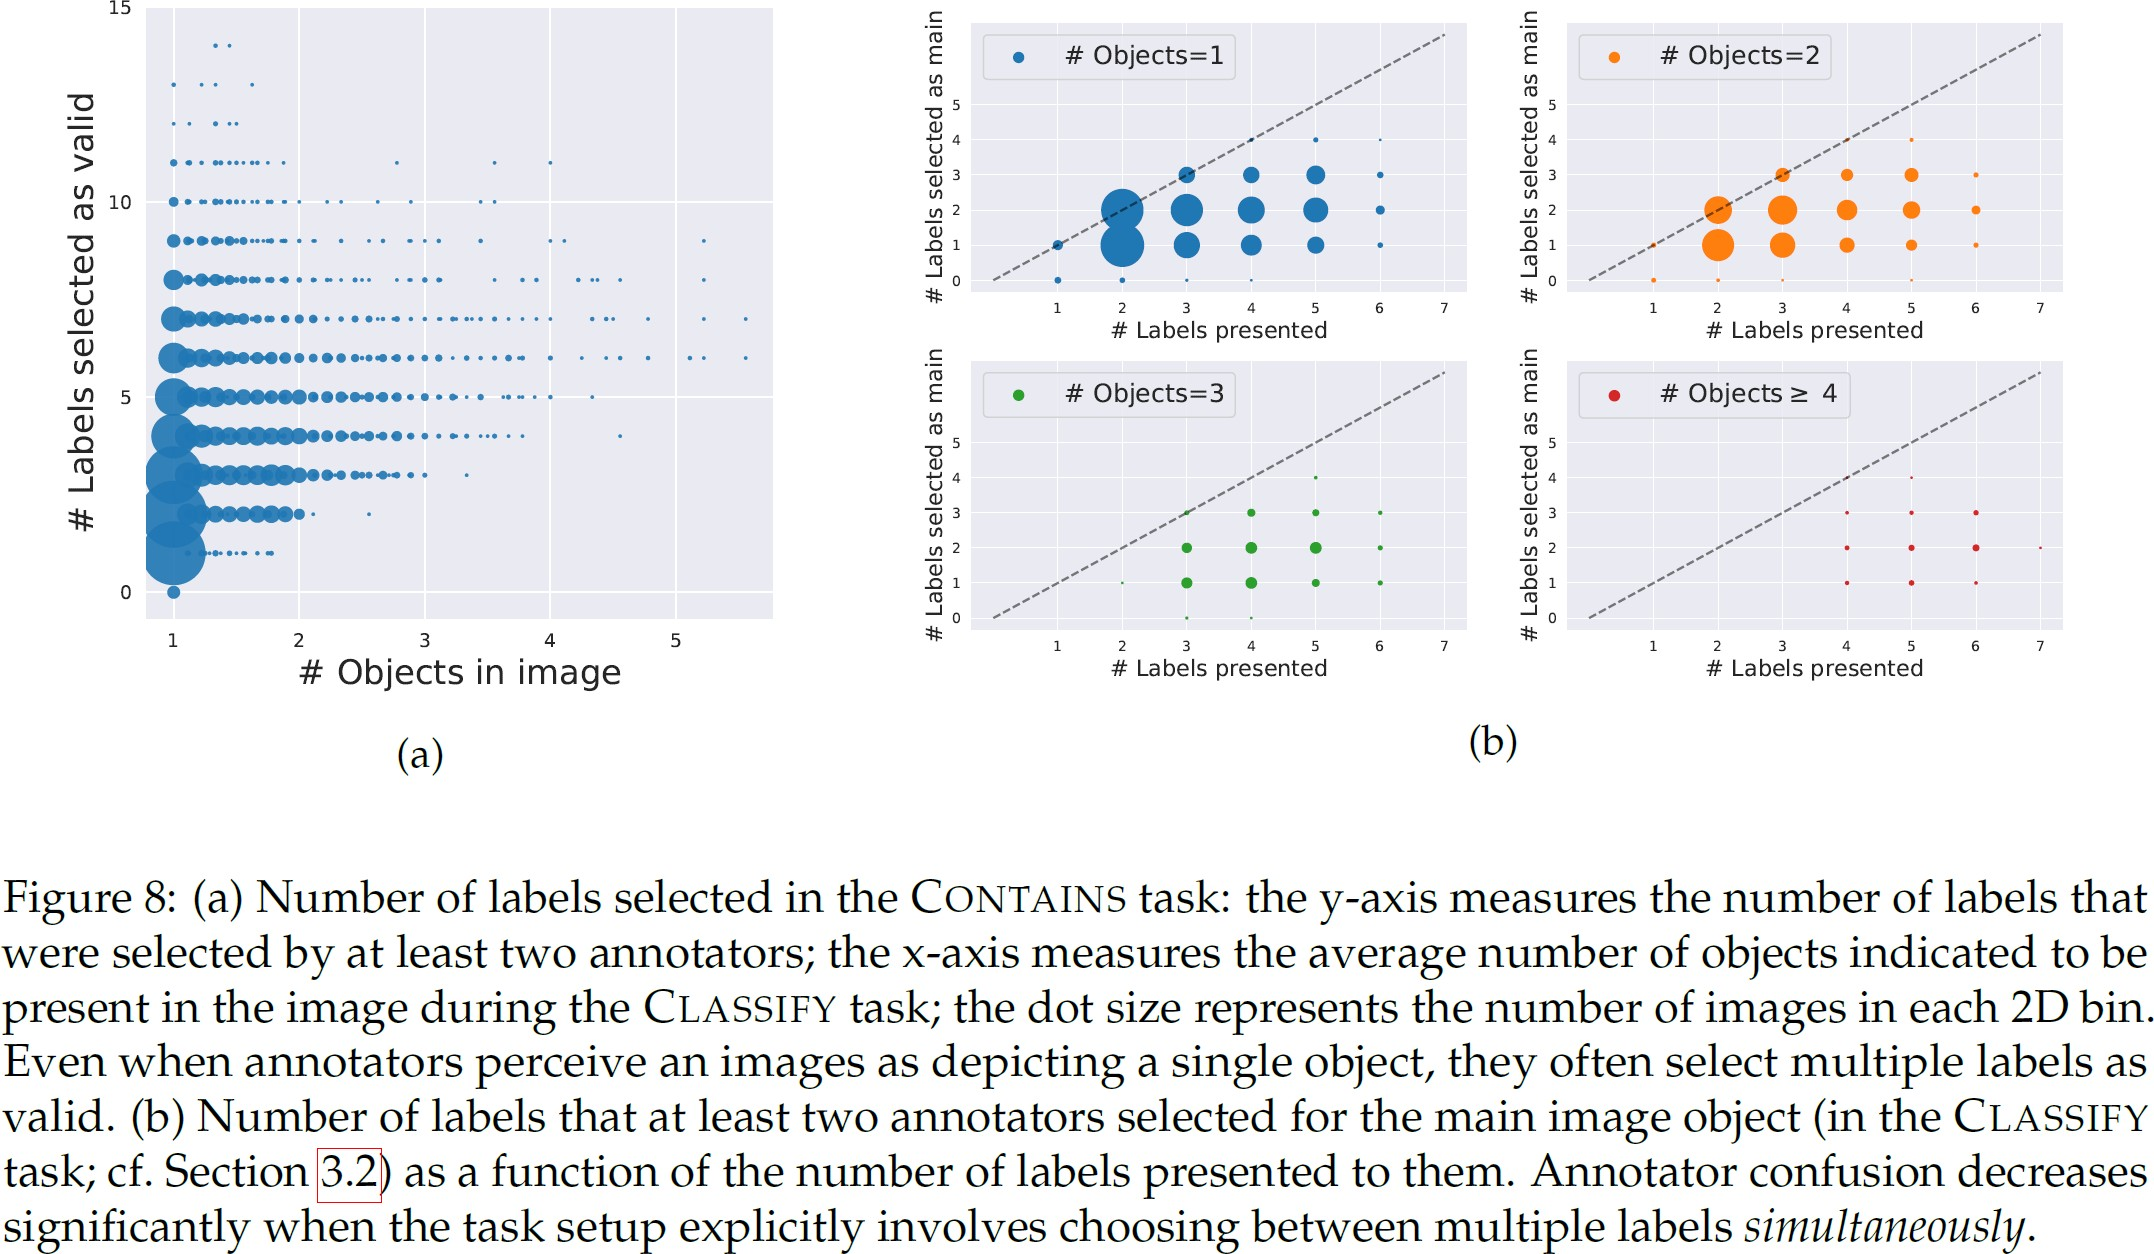 15
10
5
0
# Labels selected as valid
1 2 3 4 5
# Objects in image
(a)
# Objects=1
5
4
3
2
1
0
# Labels selected as main
1 2 3 4 5 6 7
# Labels presented
# Objects=2
5
4
3
2
1
0
# Labels selected as main
1 2 3 4 5 6 7
# Labels presented
# Objects=3
5
4
3
2
1
0
# Labels selected as main
1 2 3 4 5 6 7
# Labels presented
# Objects ≥ 4
5
4
3
2
1
0
# Labels selected as main
1 2 3 4 5 6 7
# Labels presented
(b)
Figure 8: (a) Number of labels selected in the CONTAINS task: the y-axis measures the number of labels that
were selected by at least two annotators; the x-axis measures the average number of objects indicated to be
present in the image during the CLASSIFY task; the dot size represents the number of images in each 2D bin.
Even when annotators perceive an images as depicting a single object, they often select multiple labels as
valid. (b) Number of labels that at least two annotators selected for the main image object (in the CLASSIFY
task; cf. Section 3.2) as a function of the number of labels presented to them. Annotator confusion decreases
significantly when the task setup explicitly involves choosing between multiple labels simultaneously.